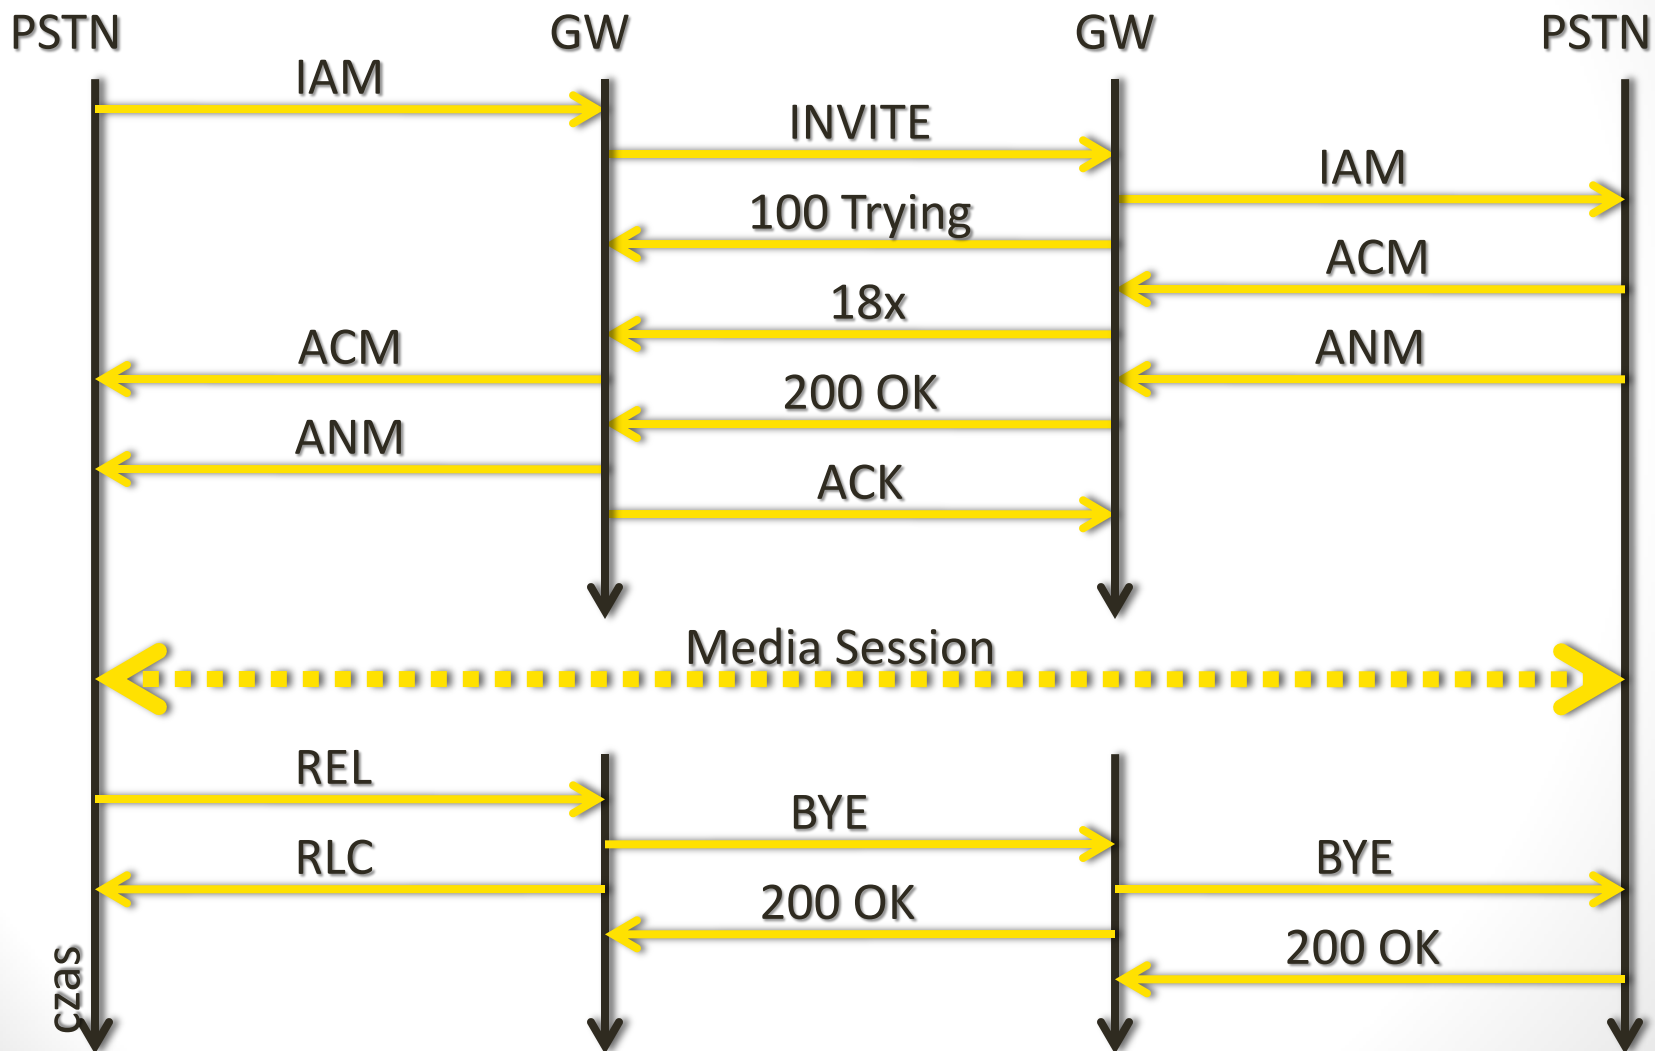 PSTN GW GW PSTN
IAM
INVITE
IAM
100 Trying
ACM
18x
ACM
ANM
200 OK
ANM
ACK
Media Session
REL
BYE
RLC
BYE
200 OK
200 OK
czas